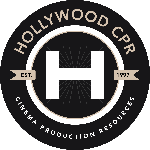 HOLLYWOOD CPR
EST. 1997
H
CINEMA PRODUCTION RESOURCES